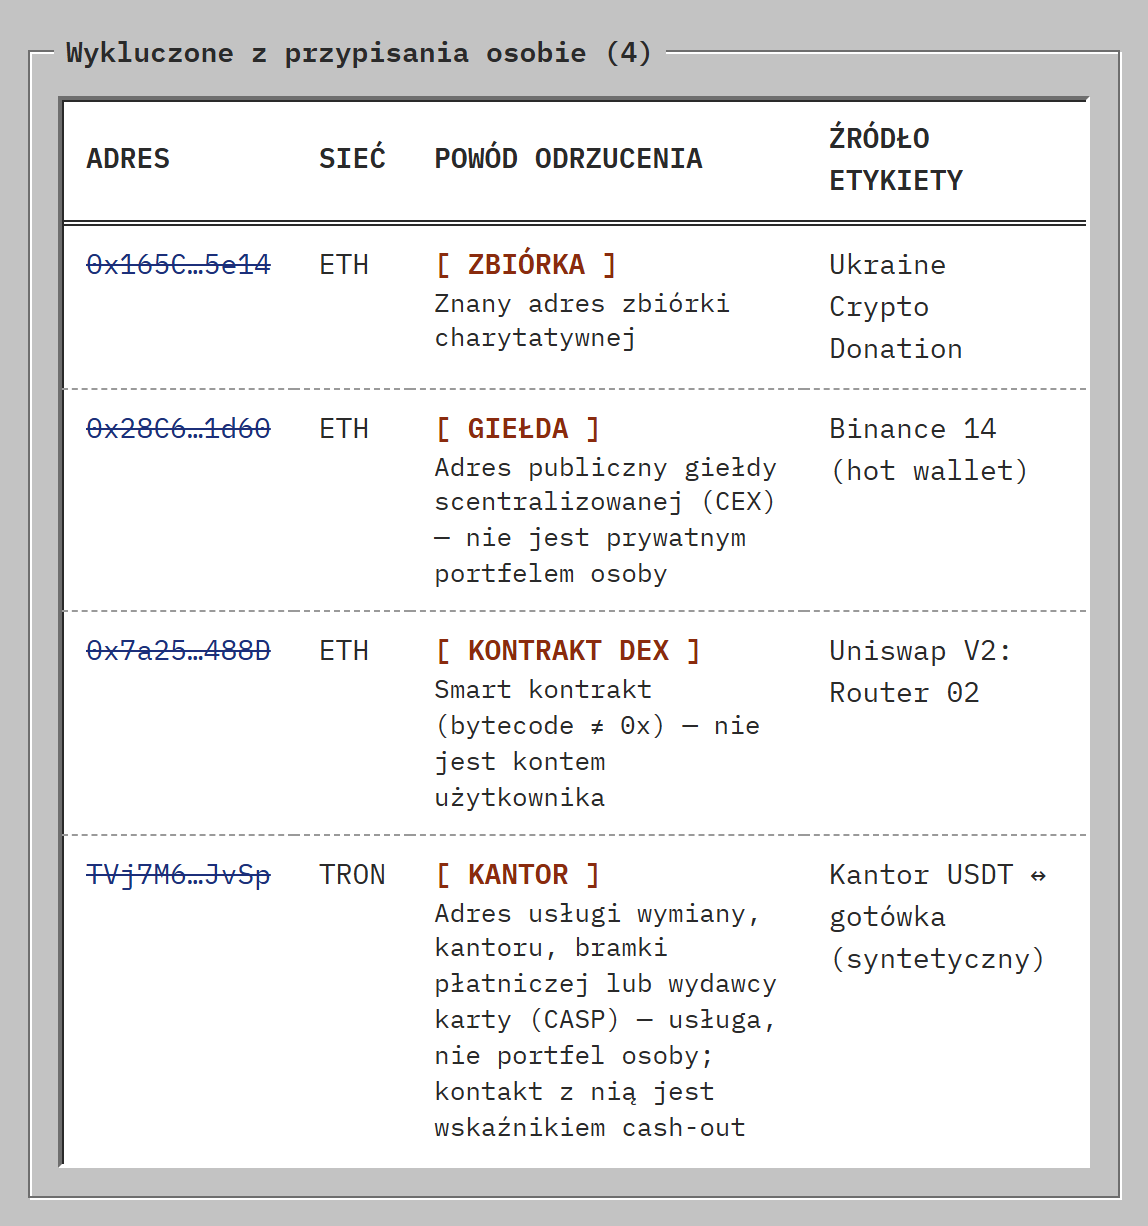 Wykluczone z przypisania osobie (4)
ADRES SIEĆ POWÓD ODRZUCENIA ŹRÓDŁO
ETYKIETY
0x165C…5e14 ETH [ ZBIÓRKA ] Ukraine
Znany adres zbiórki Crypto
charytatywnej Donation
0x28C6…1d60 ETH [ GIEŁDA ] Binance 14
Adres publiczny giełdy (hot wallet)
scentralizowanej (CEX)
— nie jest prywatnym
portfelem osoby
0x7a25…488D ETH [ KONTRAKT DEX ] Uniswap V2:
Smart kontrakt Router 02
(bytecode ≠ 0x) — nie
jest kontem
użytkownika
TVj7M6…JvSp TRON [ KANTOR ] Kantor USDT ↔
Adres usługi wymiany, gotówka
kantoru, bramki (syntetyczny)
płatniczej lub wydawcy
karty (CASP) — usługa,
nie portfel osoby;
kontakt z nią jest
wskaźnikiem cash-out